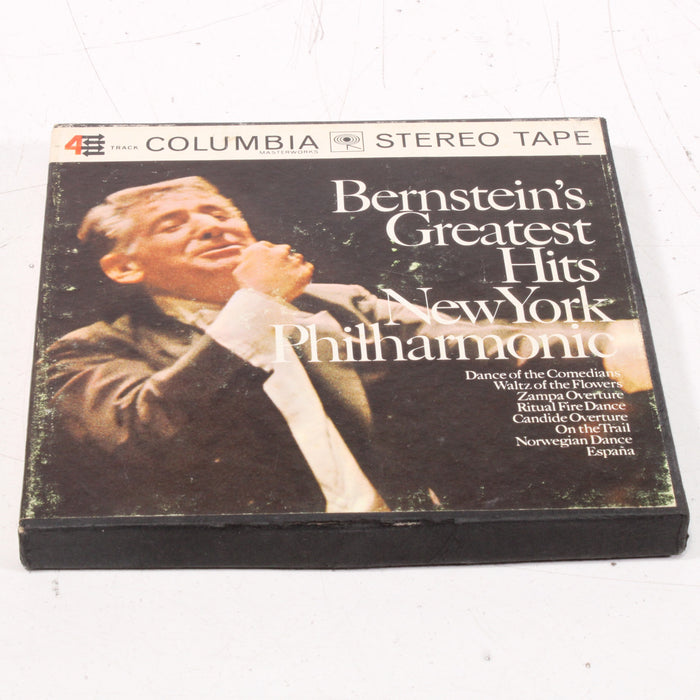 4 TRACK COLUMBIA MASTERWORKS STEREO TAPE
Bernstein's
Greatest
Hits
New York
Philharmonic
Dance of the Comedians
Waltz of the Flowers
Zampa Overture
Ritual Fire Dance
Candide Overture
On the Trail
Norwegian Dance
España